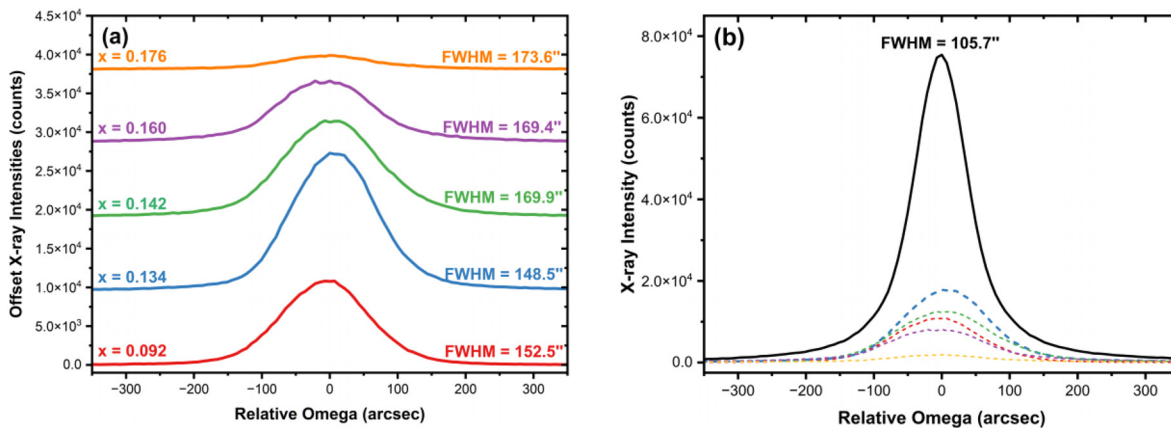 (a)
4.5×10⁴
4.0×10⁴
3.5×10⁴
3.0×10⁴
2.5×10⁴
2.0×10⁴
1.5×10⁴
1.0×10⁴
5.0×10³
0.0
Offset X-ray Intensities (counts)
x = 0.176 FWHM = 173.6"
x = 0.160 FWHM = 169.4"
x = 0.142 FWHM = 169.9"
x = 0.134 FWHM = 148.5"
x = 0.092 FWHM = 152.5"
−300 −200 −100 0 100 200 300
Relative Omega (arcsec)
(b)
FWHM = 105.7"
8.0×10⁴
6.0×10⁴
4.0×10⁴
2.0×10⁴
0.0
X-ray Intensity (counts)
−300 −200 −100 0 100 200 300
Relative Omega (arcsec)